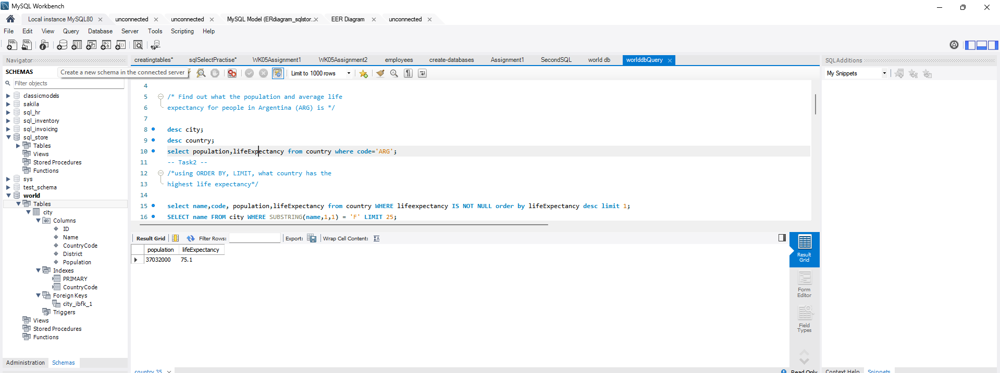 MySQL Workbench
Local instance MySQL80
unconnected
unconnected
MySQL Model (ERdiagram_sqlstor..
EER Diagram
unconnected
File Edit View Query Database Server Tools Scripting Help
SQL
SQL
Navigator
SCHEMAS
Create a new schema in the connected server
Filter objects
classicmodels
sakila
sql_hr
sql_inventory
sql_invoicing
sql_store
Tables
Views
Stored Procedures
Functions
sys
test_schema
world
Tables
city
Columns
ID
Name
CountryCode
District
Population
Indexes
PRIMARY
CountryCode
Foreign Keys
city_ibfk_1
Triggers
Views
Stored Procedures
Functions
Administration Schemas
creatingtables* sqlSelectPractise* WK05Assignment1 WK05Assignment2 employees create-databases Assignment1 SecondSQL world db worlddbQuery
Limit to 1000 rows
4
5 /* Find out what the population and average life
6 expectancy for people in Argentina (ARG) is */
7
8 desc city;
9 desc country;
10 select population,lifeExpectancy from country where code='ARG';
11 -- Task2 --
12 /*using ORDER BY, LIMIT, what country has the
13 highest life expectancy*/
14
15 select name,code, population,lifeExpectancy from country WHERE lifeexpectancy IS NOT NULL order by lifeExpectancy desc limit 1;
16 SELECT name FROM city WHERE SUBSTRING(name,1,1) = 'F' LIMIT 25;
Result Grid Filter Rows: Export: Wrap Cell Content:
population lifeExpectancy
37032000 75.1
Result
Grid
Form
Editor
Field
Types
country 35
Read Only
SQLAdditions
My Snippets
Context Help Snippets